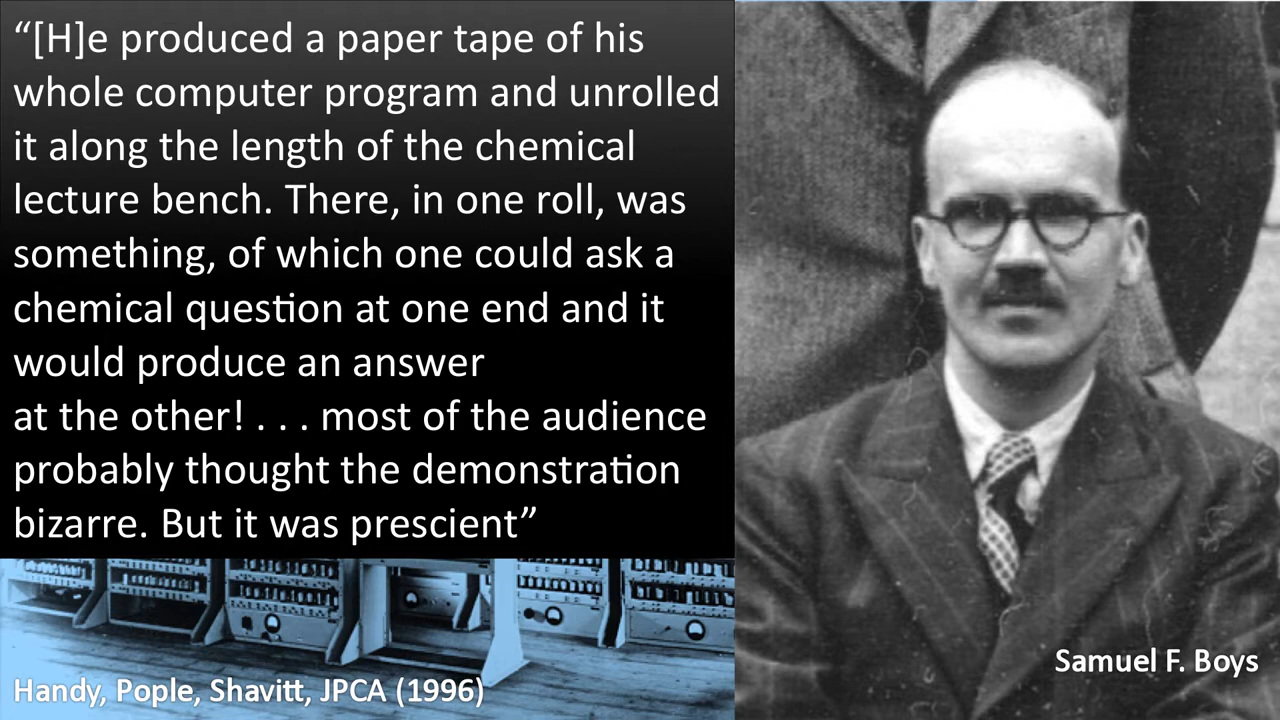 “[H]e produced a paper tape of his
whole computer program and unrolled
it along the length of the chemical
lecture bench. There, in one roll, was
something, of which one could ask a
chemical question at one end and it
would produce an answer
at the other! . . . most of the audience
probably thought the demonstration
bizarre. But it was prescient”
Handy, Pople, Shavitt, JPCA (1996)
Samuel F. Boys